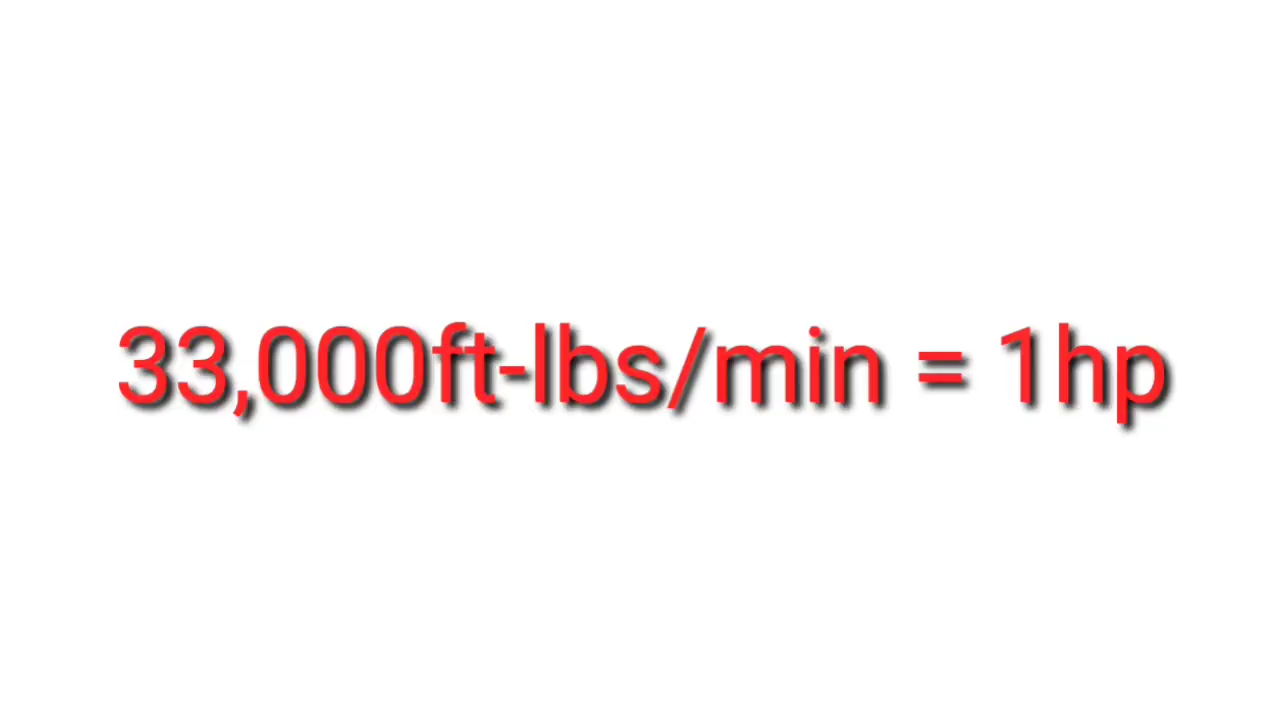 33,000ft-lbs/min = 1hp